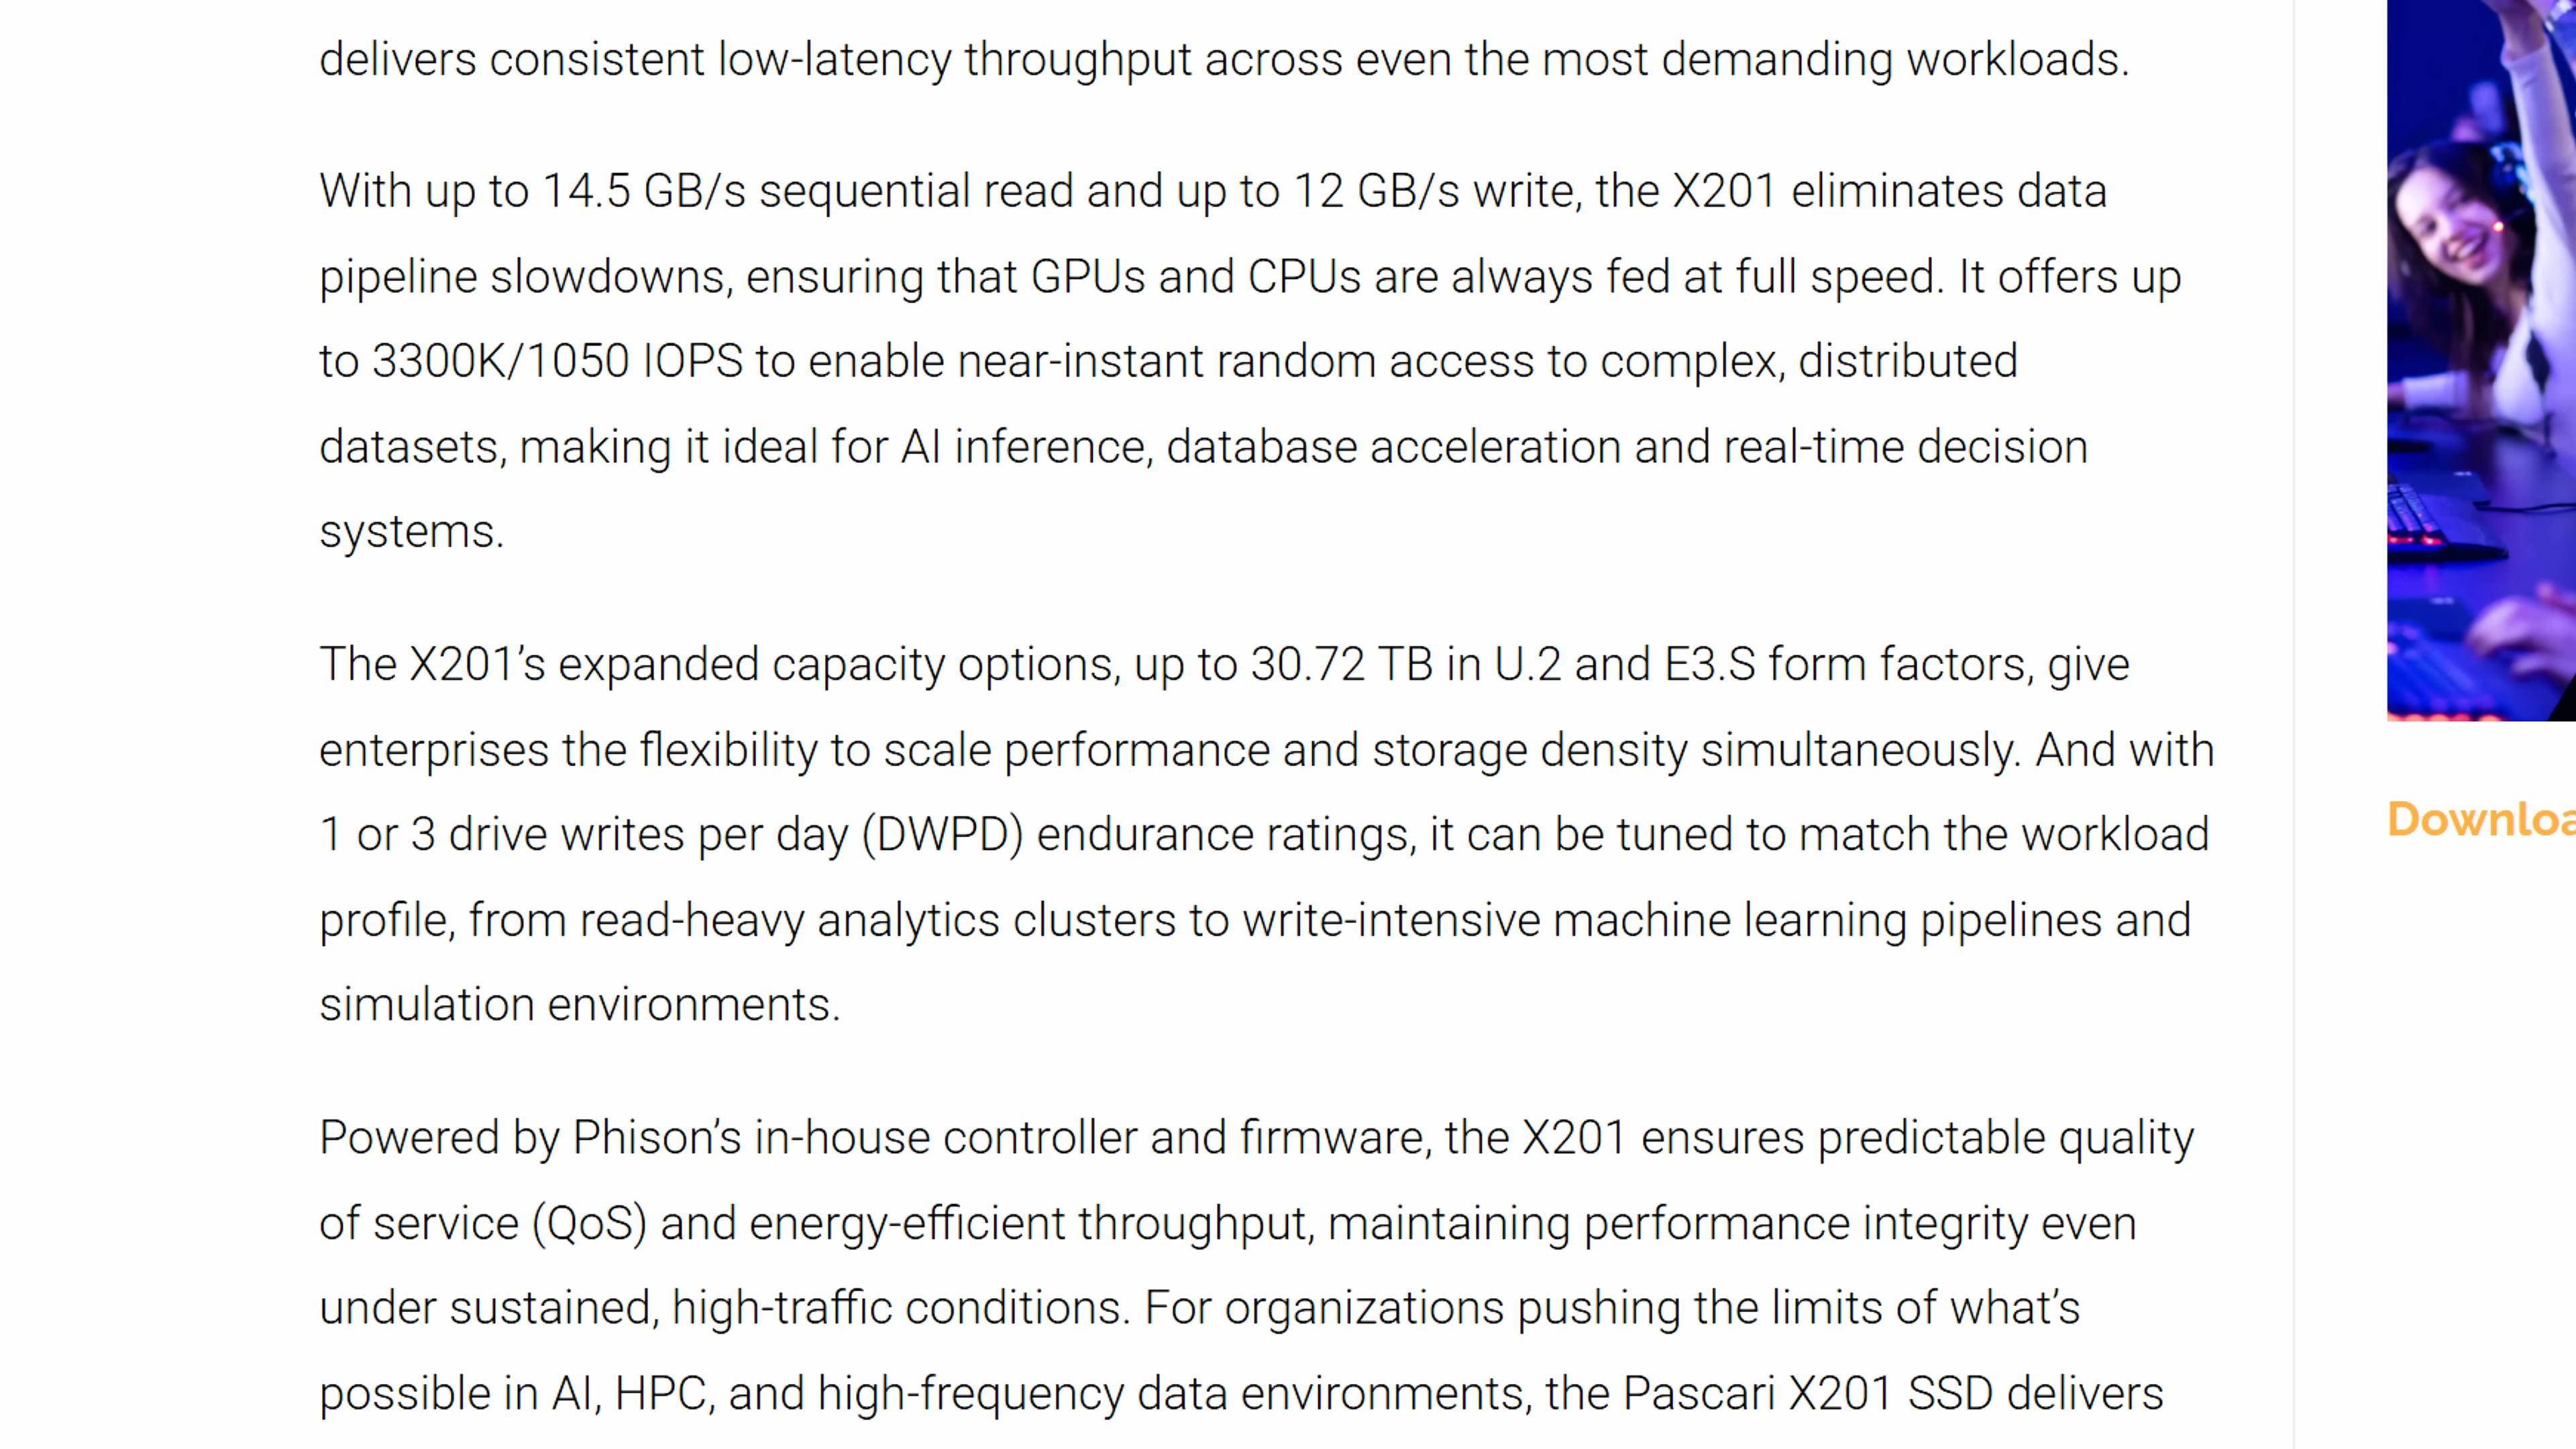 delivers consistent low-latency throughput across even the most demanding workloads.
With up to 14.5 GB/s sequential read and up to 12 GB/s write, the X201 eliminates data
pipeline slowdowns, ensuring that GPUs and CPUs are always fed at full speed. It offers up
to 3300K/1050 IOPS to enable near-instant random access to complex, distributed
datasets, making it ideal for AI inference, database acceleration and real-time decision
systems.
The X201’s expanded capacity options, up to 30.72 TB in U.2 and E3.S form factors, give
enterprises the flexibility to scale performance and storage density simultaneously. And with
1 or 3 drive writes per day (DWPD) endurance ratings, it can be tuned to match the workload
profile, from read-heavy analytics clusters to write-intensive machine learning pipelines and
simulation environments.
Powered by Phison’s in-house controller and firmware, the X201 ensures predictable quality
of service (QoS) and energy-efficient throughput, maintaining performance integrity even
under sustained, high-traffic conditions. For organizations pushing the limits of what’s
possible in AI, HPC, and high-frequency data environments, the Pascari X201 SSD delivers